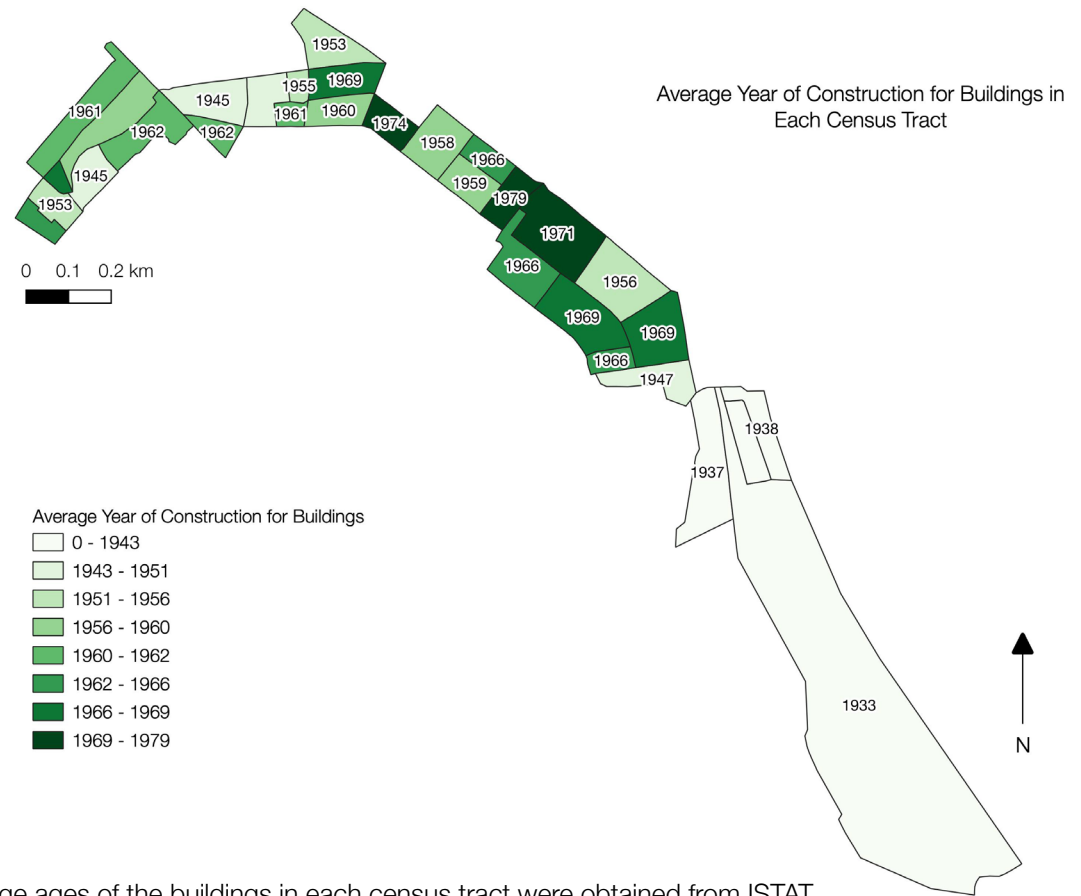 Average Year of Construction for Buildings in
Each Census Tract
1953
1969
1955
1945
1961
1960
1961
1962
1962
1974
1958
1966
1945
1959
1953
1979
1971
1966
1956
1969
1969
1966
1947
1938
1937
1933
0 0.1 0.2 km
Average Year of Construction for Buildings
0 - 1943
1943 - 1951
1951 - 1956
1956 - 1960
1960 - 1962
1962 - 1966
1966 - 1969
1969 - 1979
N
ge ages of the buildings in each census tract were obtained from ISTAT